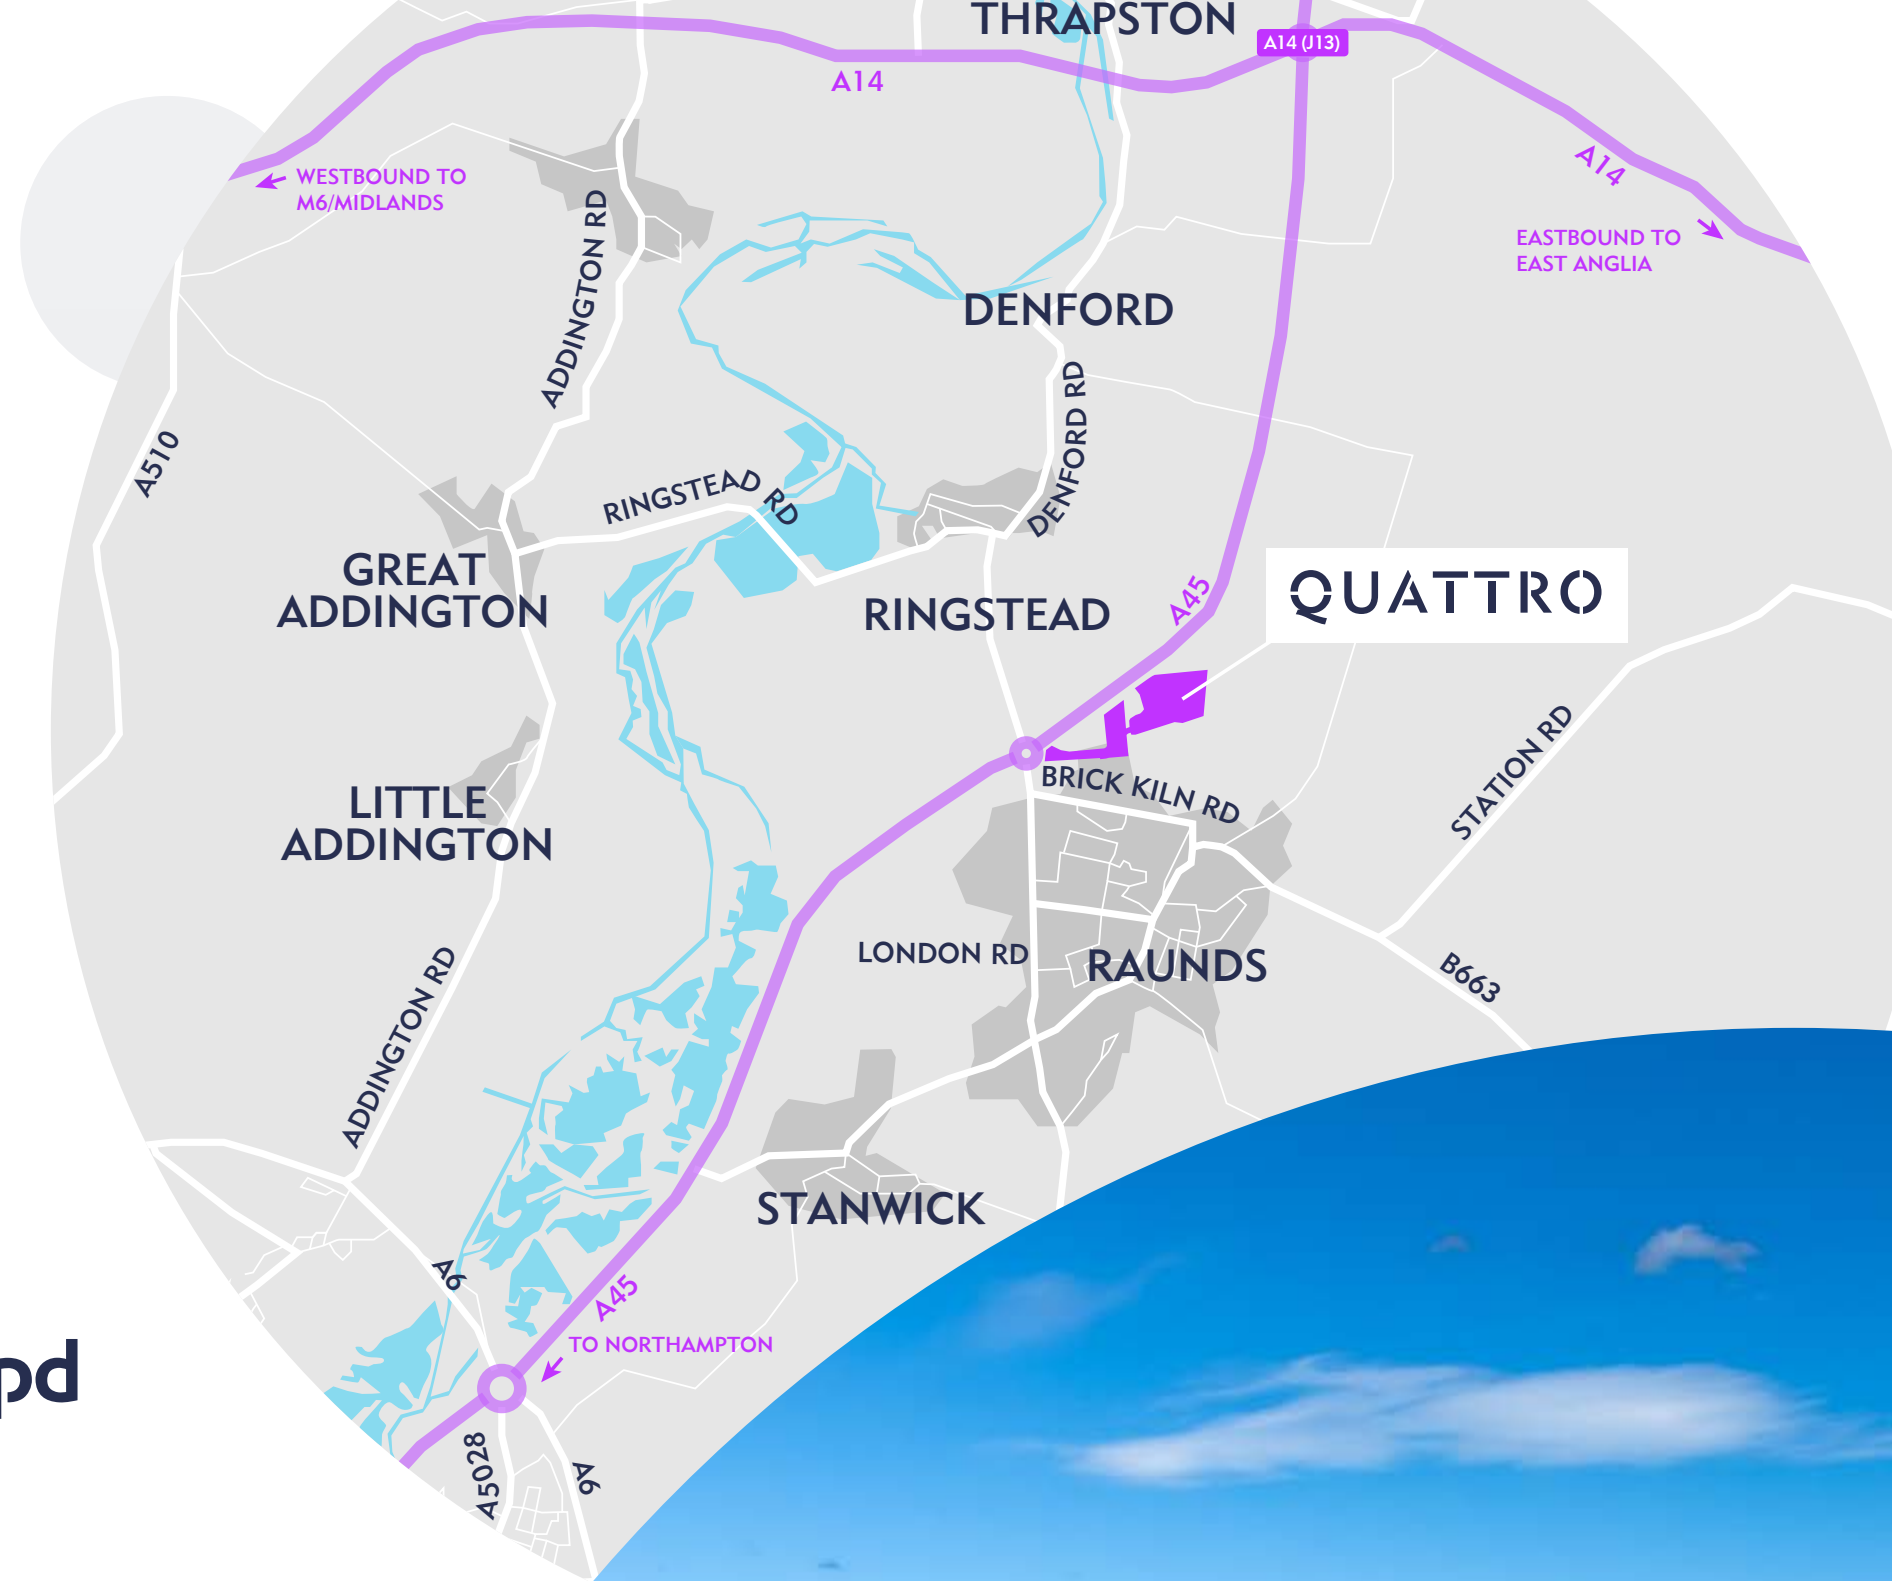 THRAPSTON
A14 (J13)
A14
A14
WESTBOUND TO
M6/MIDLANDS
EASTBOUND TO
EAST ANGLIA
ADDINGTON RD
DENFORD
DENFORD RD
A510
RINGSTEAD RD
GREAT
ADDINGTON
RINGSTEAD
A45
QUATTRO
BRICK KILN RD
STATION RD
LITTLE
ADDINGTON
LONDON RD
RAUNDS
B663
ADDINGTON RD
STANWICK
A6
A45
TO NORTHAMPTON
A5028
A6